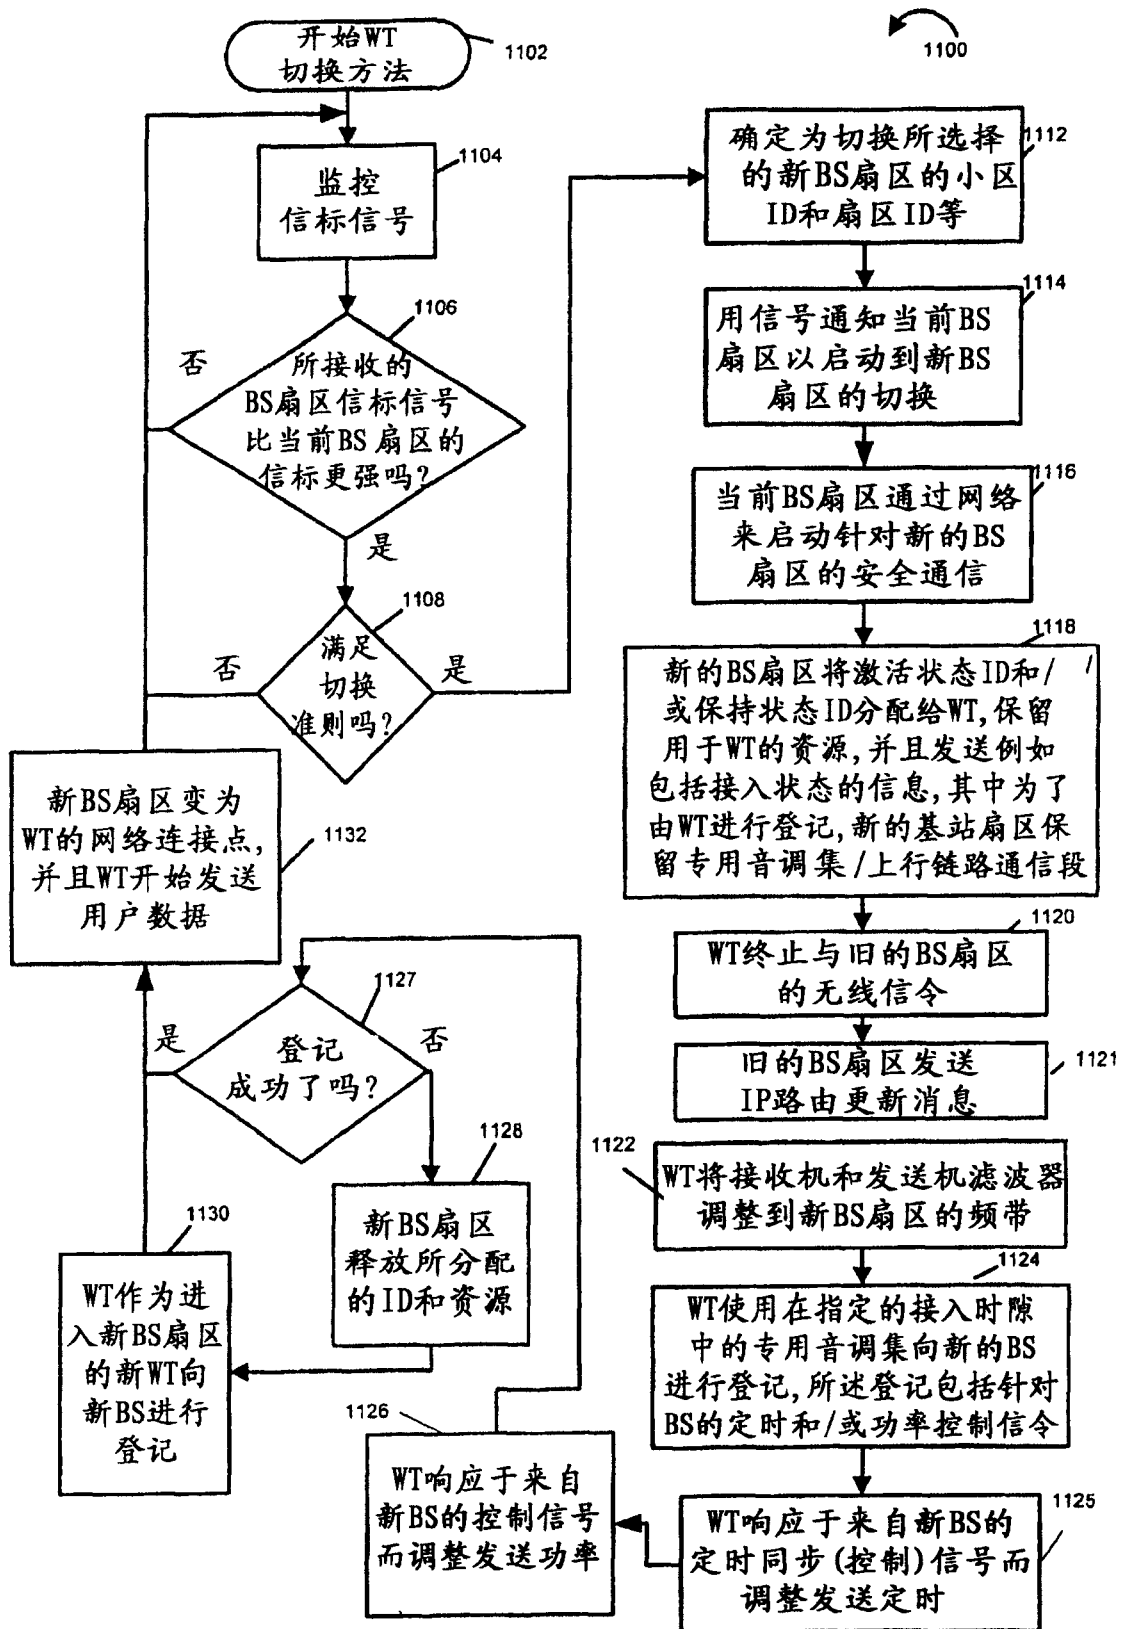 开始WT
切换方法
1102
1100
监控
信标信号
1104
所接收的
BS扇区信标信号
比当前BS扇区的
信标更强吗？
1106
否
是
满足
切换
准则吗？
1108
否
是
确定为切换所选择
的新BS扇区的小区
ID和扇区ID等
1112
用信号通知当前BS
扇区以启动到新BS
扇区的切换
1114
当前BS扇区通过网络
来启动针对新的BS
扇区的安全通信
1116
新的BS扇区将激活状态ID和/
或保持状态ID分配给WT,保留
用于WT的资源,并且发送例如
包括接入状态的信息,其中为了
由WT进行登记,新的基站扇区保
留专用音调集/上行链路通信段
1118
WT终止与旧的BS扇区
的无线信令
1120
旧的BS扇区发送
IP路由更新消息
1121
WT将接收机和发送机滤波器
调整到新BS扇区的频带
1122
WT使用在指定的接入时隙
中的专用音调集向新的BS
进行登记,所述登记包括针对
BS的定时和/或功率控制信令
1124
WT响应于来自新BS的
定时同步(控制)信号而
调整发送定时
1125
WT响应于来自
新BS的控制信号
而调整发送功率
1126
登记
成功了吗？
1127
是
否
新BS扇区
释放所分配
的ID和资源
1128
WT作为进
入新BS扇区
的新WT向
新BS进行
登记
1130
新BS扇区变为
WT的网络连接点,
并且WT开始发送
用户数据
1132